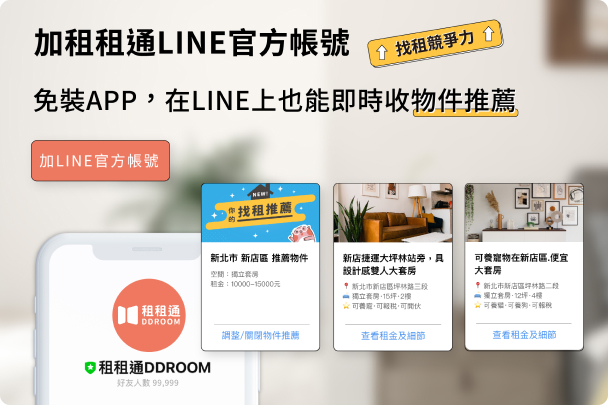 加租租通LINE官方帳號
找租競爭力
免裝APP，在LINE上也能即時收物件推薦
加LINE官方帳號
NEW!
你的
找租推薦
新北市 新店區 推薦物件
空間：獨立套房
租金：10000~15000元
調整/關閉物件推薦
新店捷運大坪林站旁，具
設計感雙人大套房
新北市新店區坪林路三段
獨立套房·15坪·2樓
可養寵·可報稅·可開伙
查看租金及細節
可養寵物在新店區.便宜
大套房
新北市新店區坪林路二段
獨立套房·12坪·4樓
可養貓·可養狗·可報稅
查看租金及細節
租租通
DDROOM
租租通DDROOM
好友人數 99,999